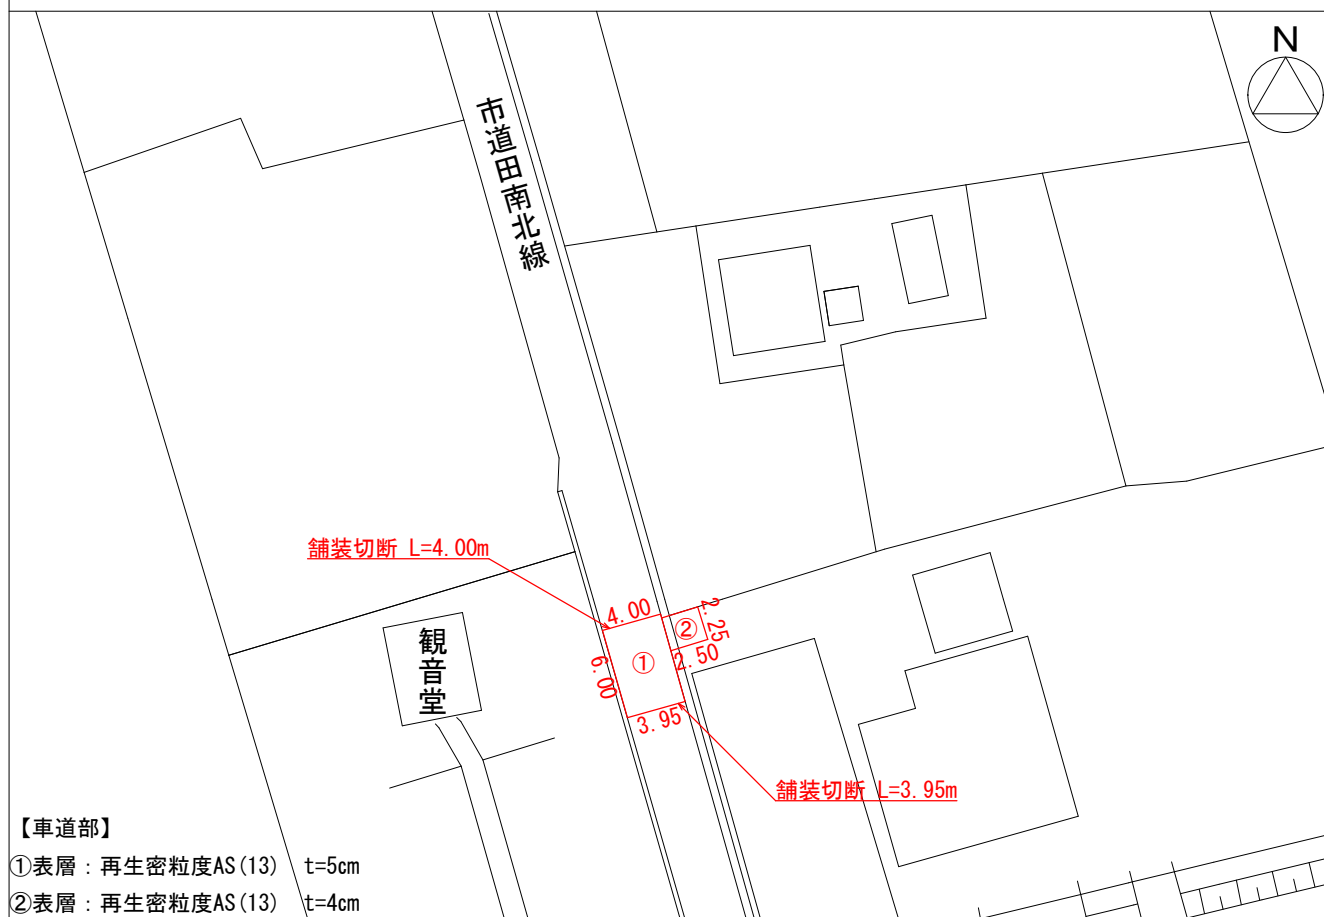 N
市道田南北線
舗装切断 L=4.00m
4.00
2.25
②
①
2.50
6.00
3.95
観音堂
舗装切断 L=3.95m
【車道部】
①表層：再生密粒度AS(13) t=5cm
②表層：再生密粒度AS(13) t=4cm